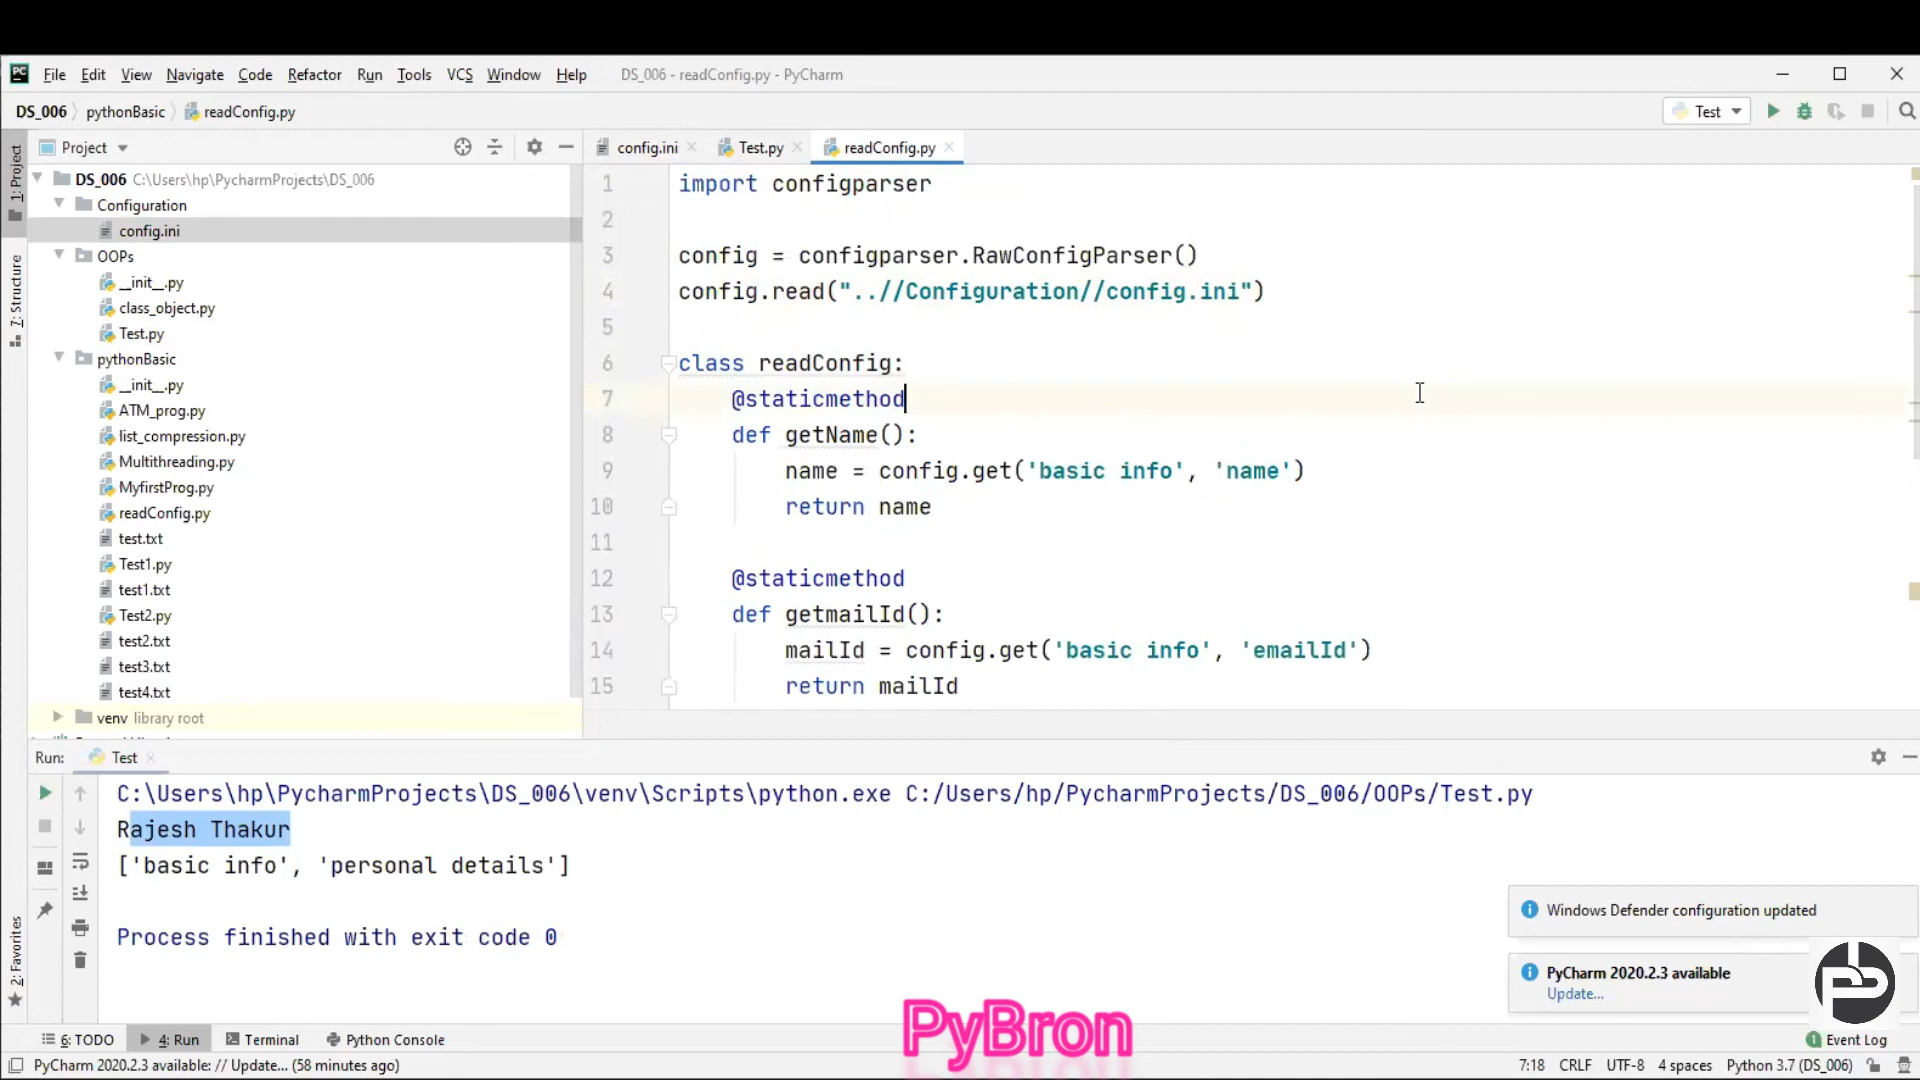 File Edit View Navigate Code Refactor Run Tools VCS Window Help DS_006 - readConfig.py - PyCharm
DS_006 pythonBasic readConfig.py Test
Project
config.ini Test.py readConfig.py
1: Project
7: Structure
2: Favorites
DS_006 C:\Users\hp\PycharmProjects\DS_006
Configuration
config.ini
OOPs
__init__.py
class_object.py
Test.py
pythonBasic
__init__.py
ATM_prog.py
list_compression.py
Multithreading.py
MyfirstProg.py
readConfig.py
test.txt
Test1.py
test1.txt
Test2.py
test2.txt
test3.txt
test4.txt
venv library root
1 import configparser
2
3 config = configparser.RawConfigParser()
4 config.read("..//Configuration//config.ini")
5
6 class readConfig:
7 @staticmethod
8 def getName():
9 name = config.get('basic info', 'name')
10 return name
11
12 @staticmethod
13 def getmailId():
14 mailId = config.get('basic info', 'emailId')
15 return mailId
Run: Test
C:\Users\hp\PycharmProjects\DS_006\venv\Scripts\python.exe C:/Users/hp/PycharmProjects/DS_006/OOPs/Test.py
Rajesh Thakur
['basic info', 'personal details']
Process finished with exit code 0
Windows Defender configuration updated
PyCharm 2020.2.3 available
Update...
PyBron
6: TODO 4: Run Terminal Python Console 1 Event Log
PyCharm 2020.2.3 available: // Update... (58 minutes ago) 7:18 CRLF UTF-8 4 spaces Python 3.7 (DS_006)